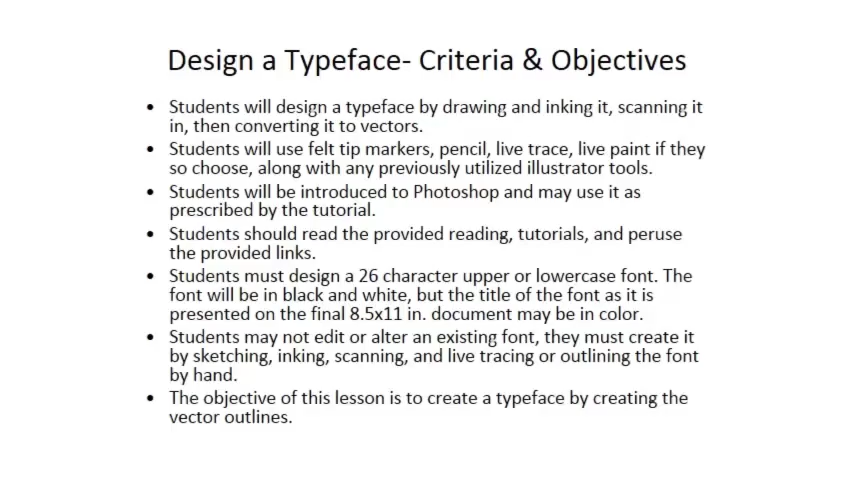 Design a Typeface- Criteria & Objectives
• Students will design a typeface by drawing and inking it, scanning it
in, then converting it to vectors.
• Students will use felt tip markers, pencil, live trace, live paint if they
so choose, along with any previously utilized illustrator tools.
• Students will be introduced to Photoshop and may use it as
prescribed by the tutorial.
• Students should read the provided reading, tutorials, and peruse
the provided links.
• Students must design a 26 character upper or lowercase font. The
font will be in black and white, but the title of the font as it is
presented on the final 8.5x11 in. document may be in color.
• Students may not edit or alter an existing font, they must create it
by sketching, inking, scanning, and live tracing or outlining the font
by hand.
• The objective of this lesson is to create a typeface by creating the
vector outlines.